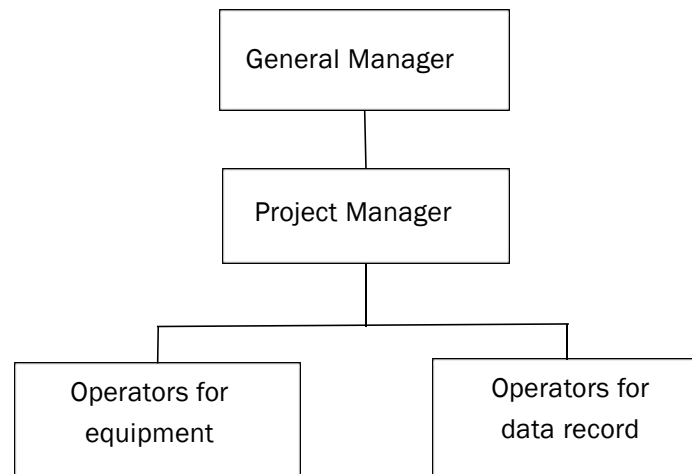 General Manager
Project Manager
Operators for
equipment
Operators for
data record